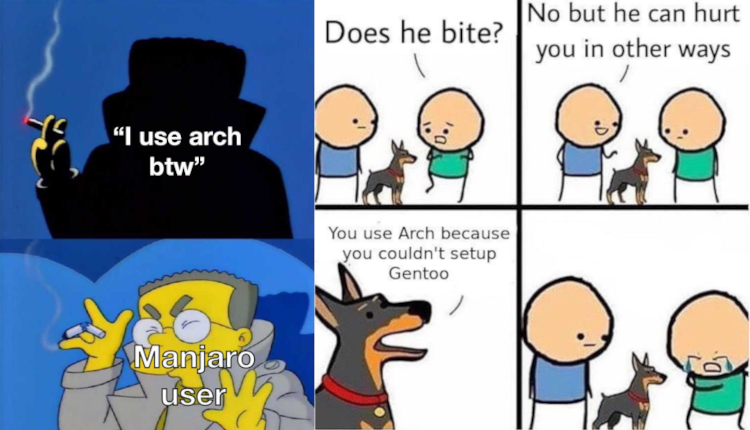 “I use arch
btw”
Manjaro
user
Does he bite?
No but he can hurt
you in other ways
You use Arch because
you couldn't setup
Gentoo